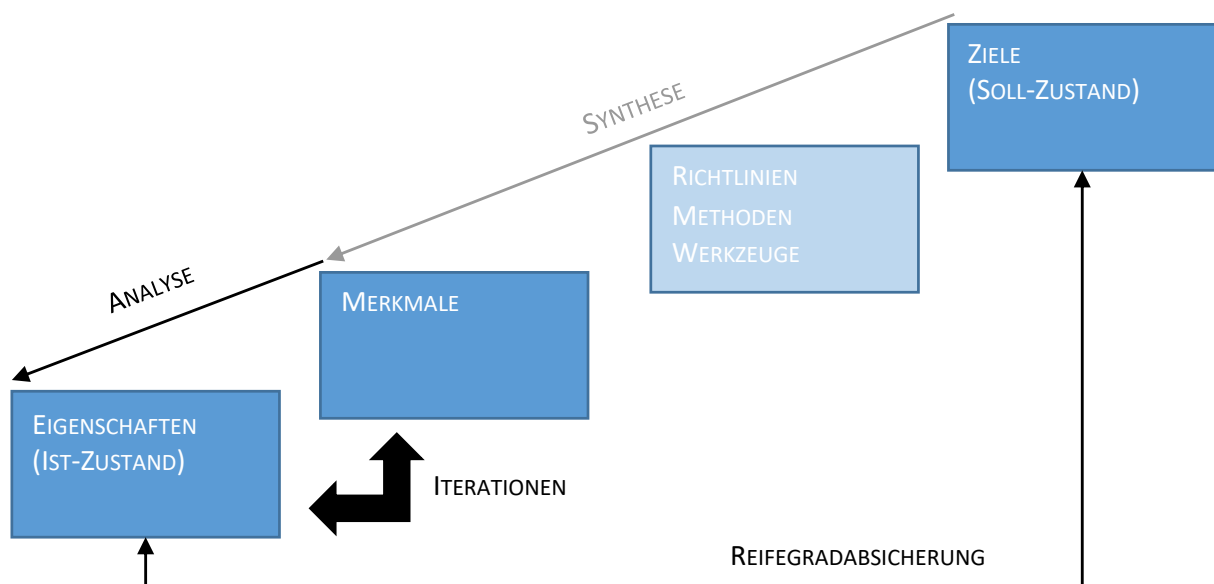 ZIELE
(SOLL-ZUSTAND)
SYNTHESE
RICHTLINIEN
METHODEN
WERKZEUGE
ANALYSE
MERKMALE
EIGENSCHAFTEN
(IST-ZUSTAND)
ITERATIONEN
REIFEGRADABSICHERUNG